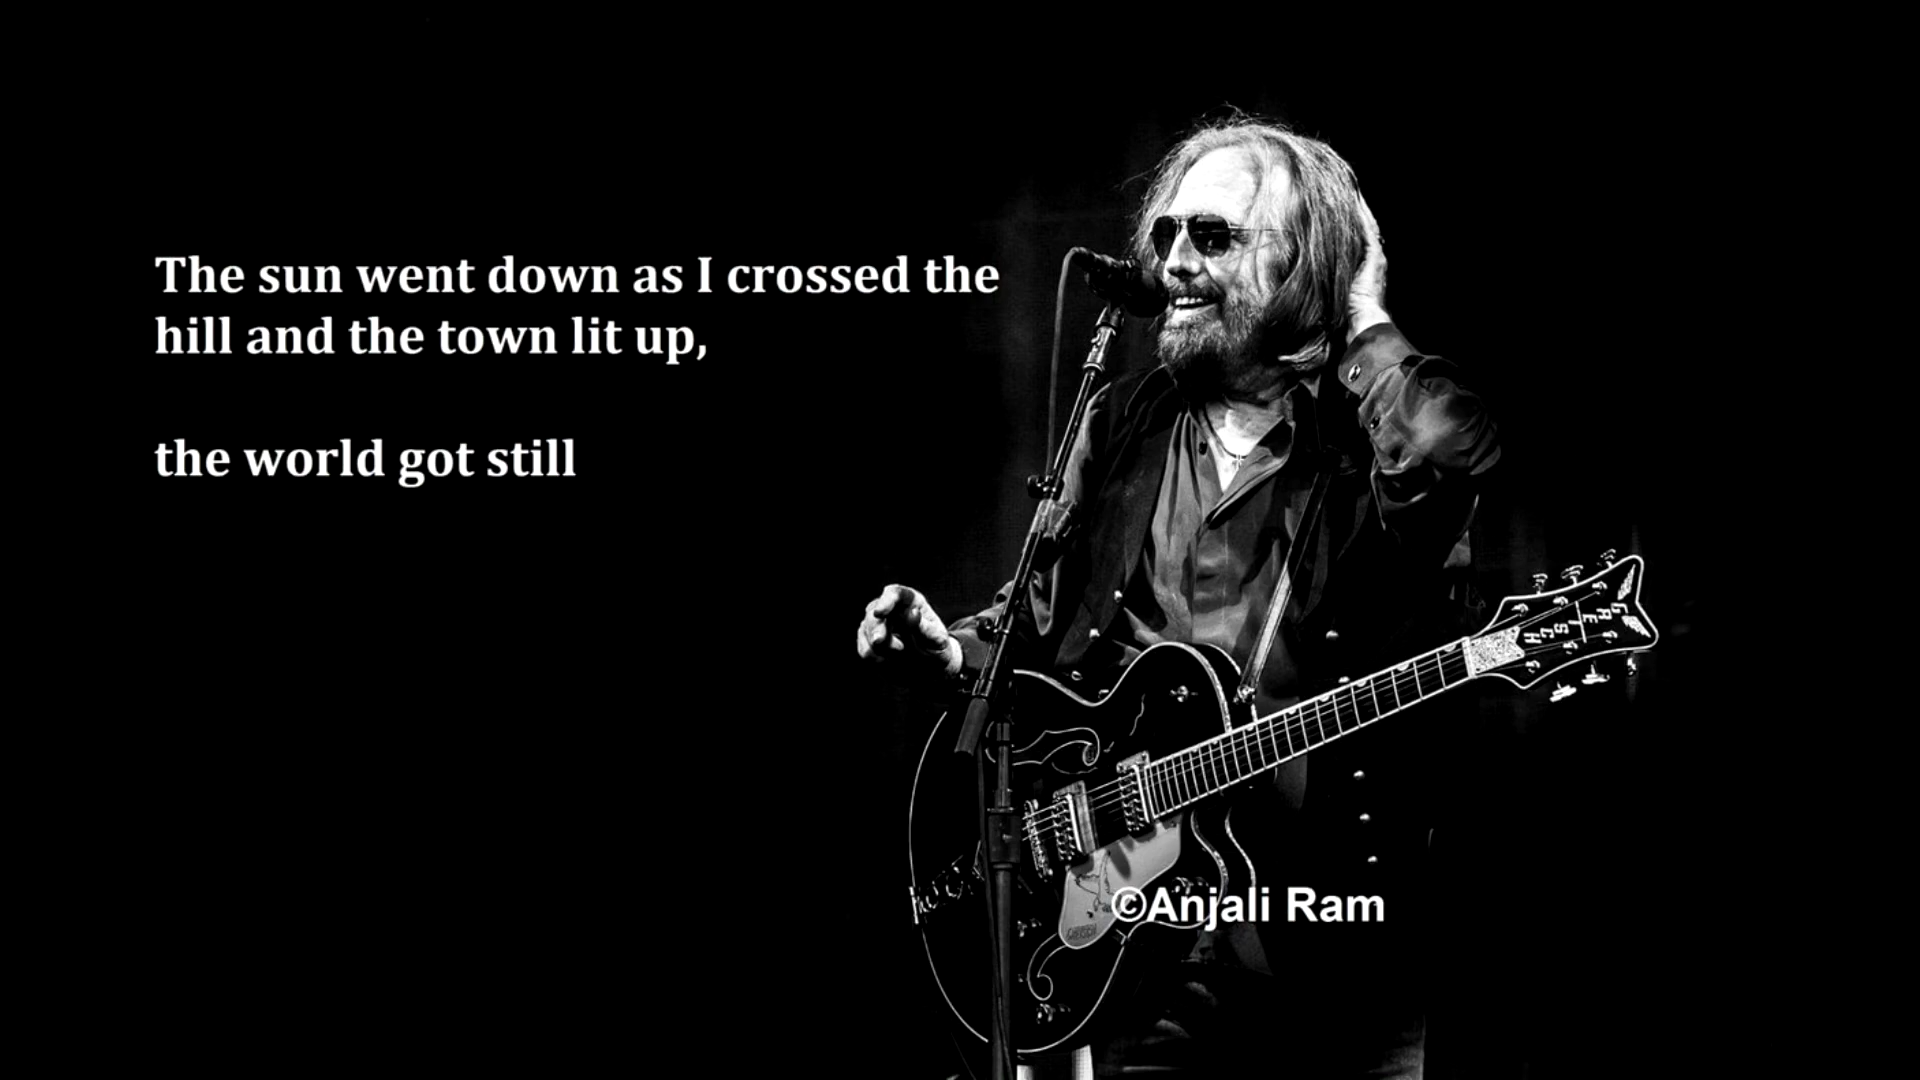 The sun went down as I crossed the
hill and the town lit up,
the world got still
GRETSCH
©Anjali Ram